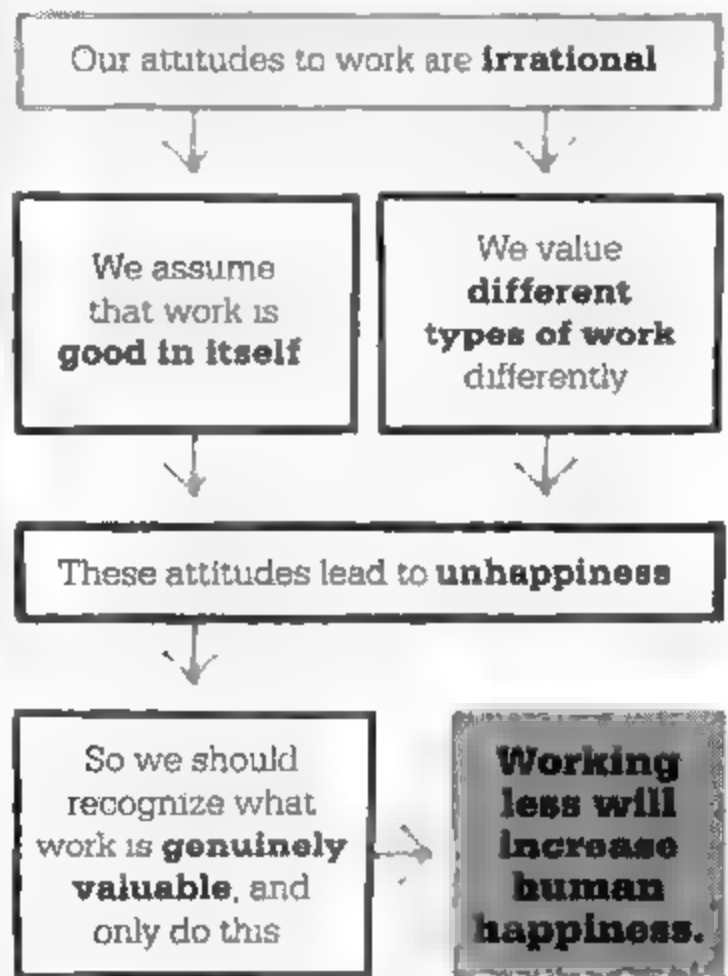 Our attitudes to work are irrational
We assume
that work is
good in itself
We value
different
types of work
differently
These attitudes lead to unhappiness
So we should
recognize what
work is genuinely
valuable, and
only do this
Working
less will
increase
human
happiness.